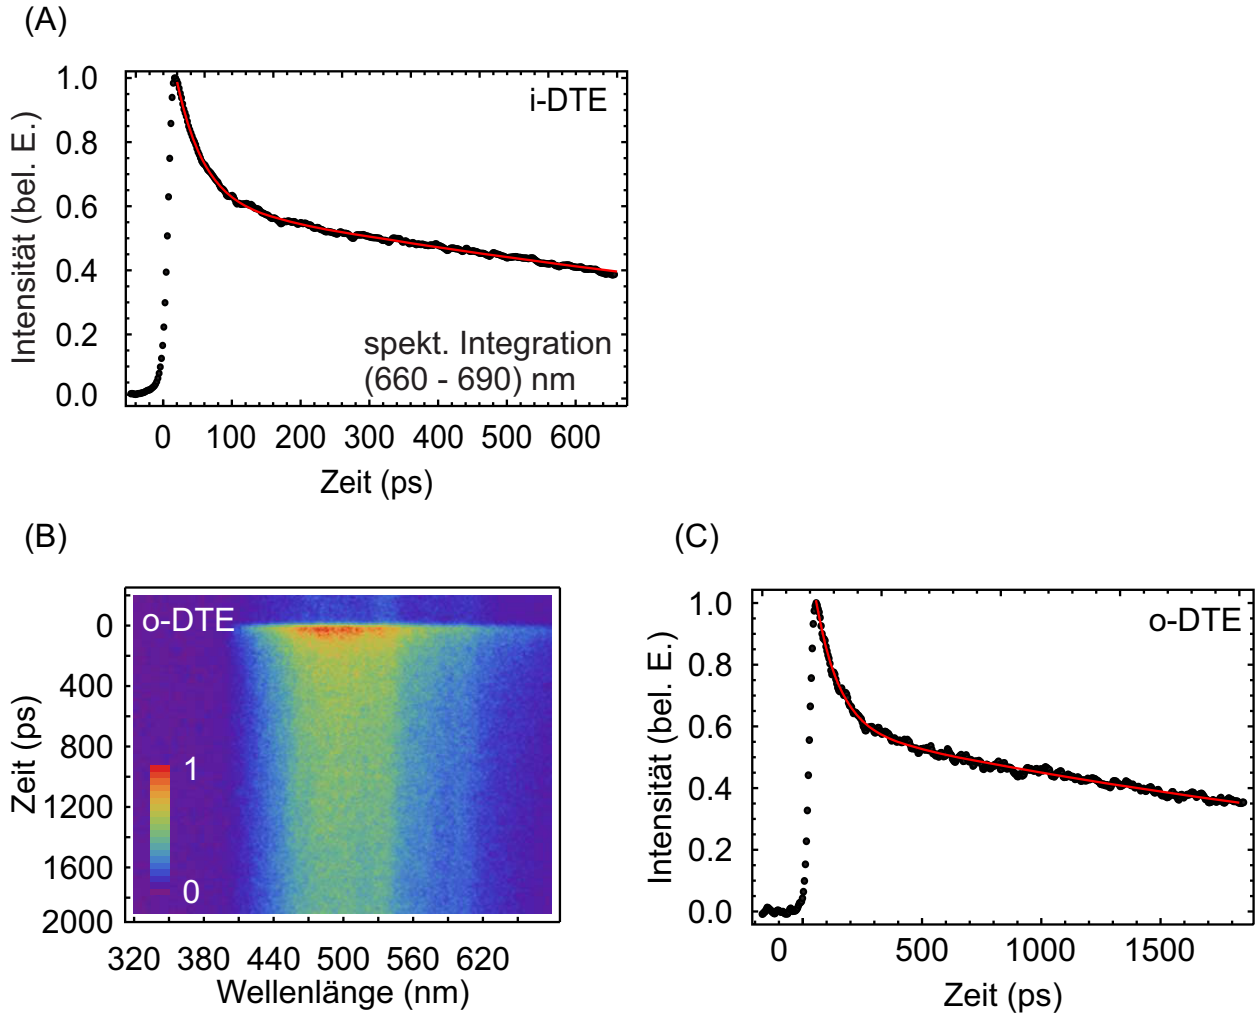 (A)
Intensität (bel. E.)
1.0
0.8
0.6
0.4
0.2
0.0
i-DTE
spekt. Integration
(660 - 690) nm
0 100 200 300 400 500 600
Zeit (ps)
(B)
Zeit (ps)
0
400
800
1200
1600
2000
o-DTE
1
0
320 380 440 500 560 620
Wellenlänge (nm)
(C)
Intensität (bel. E.)
1.0
0.8
0.6
0.4
0.2
0.0
o-DTE
0 500 1000 1500
Zeit (ps)